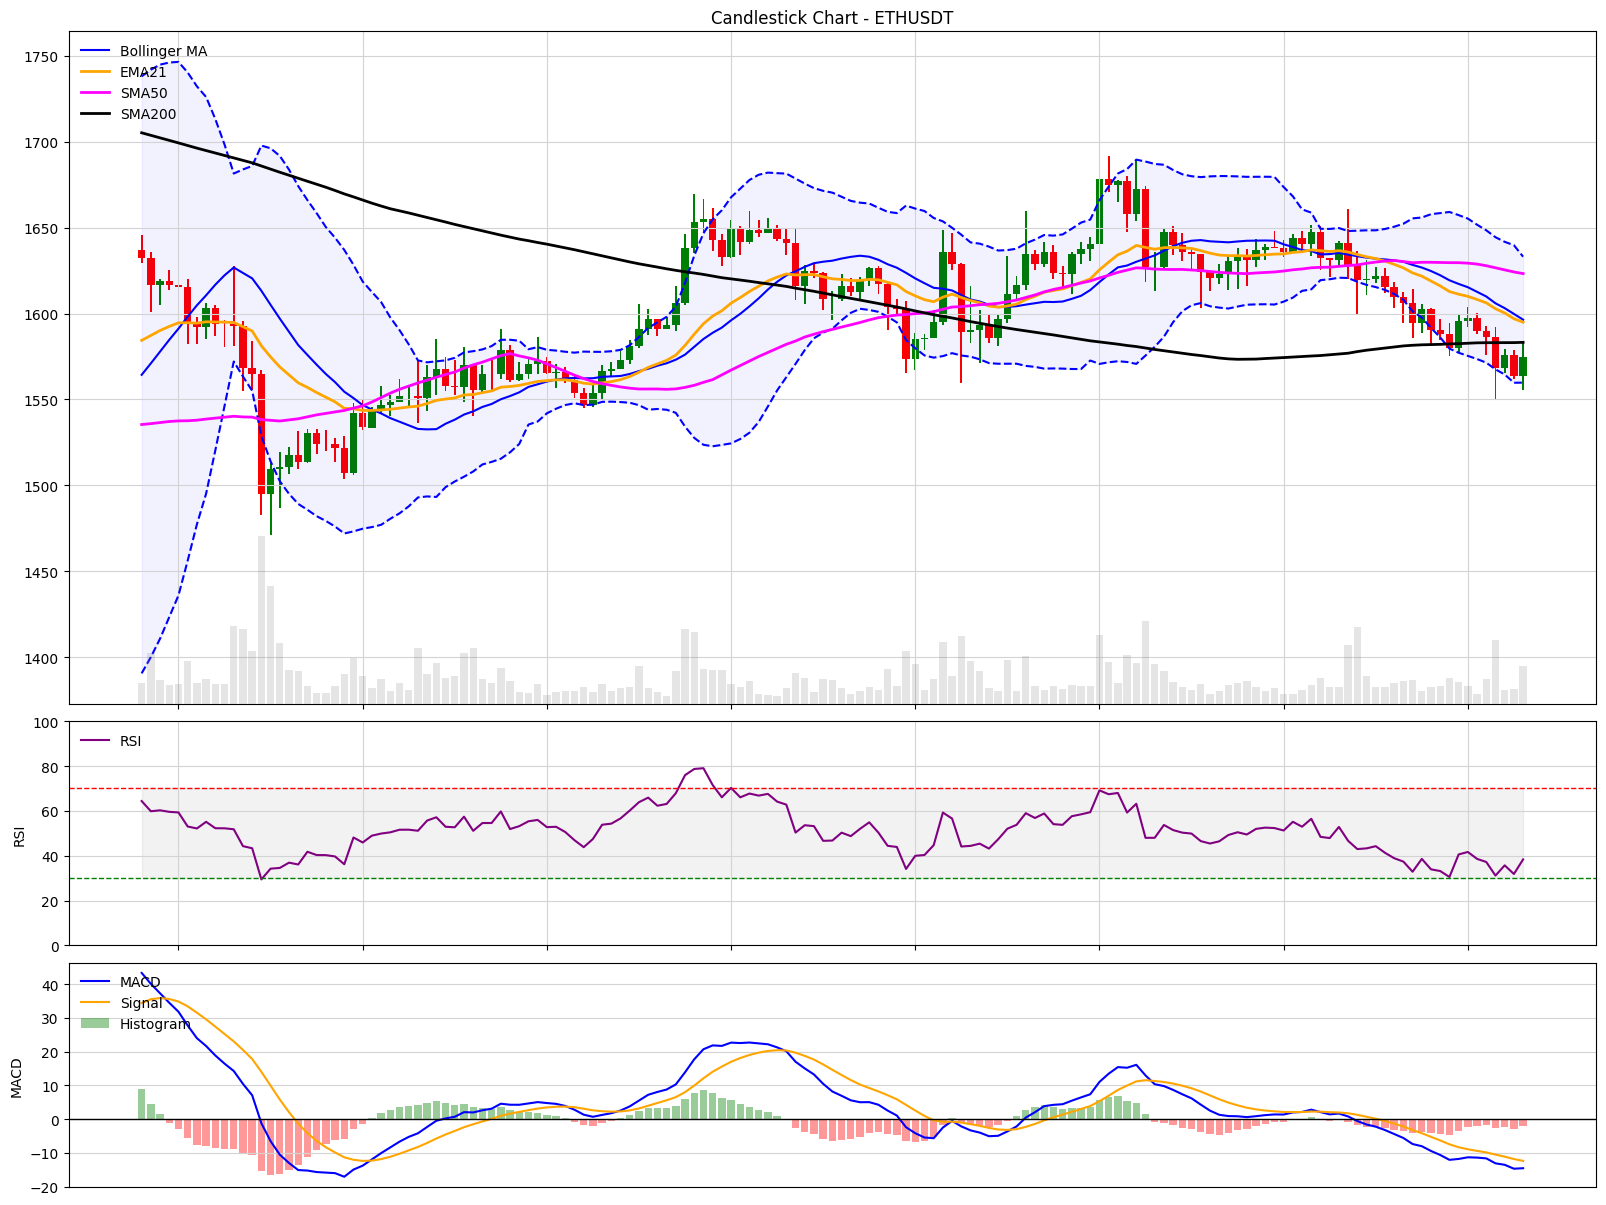 Candlestick Chart - ETHUSDT
Bollinger MA
EMA21
SMA50
SMA200
1750
1700
1650
1600
1550
1500
1450
1400
RSI
RSI
100
80
60
40
20
0
MACD
Signal
Histogram
MACD
40
30
20
10
0
−10
−20